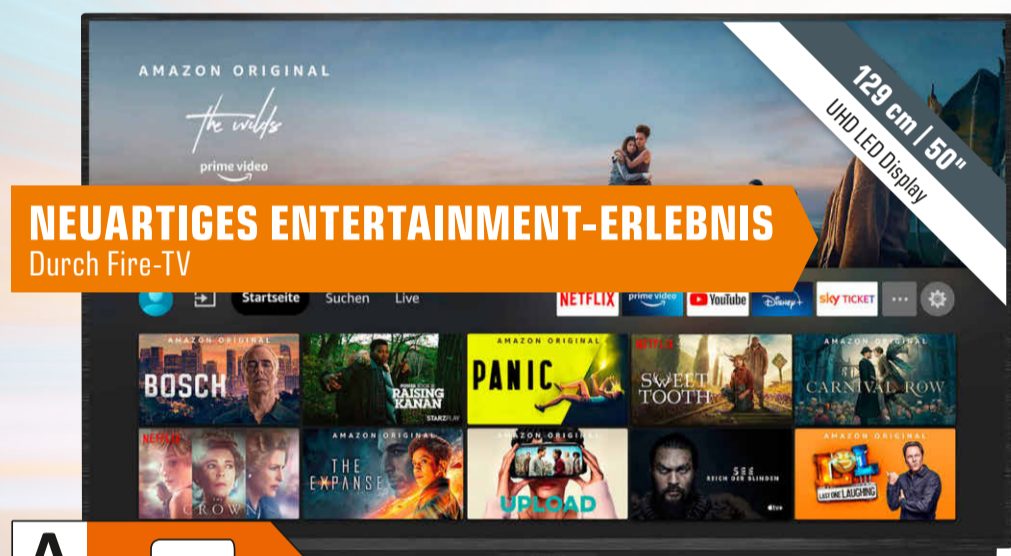 AMAZON ORIGINAL
the wilds
prime video
129 cm | 50"
UHD LED Display
NEUARTIGES ENTERTAINMENT-ERLEBNIS
Durch Fire-TV
Startseite Suchen Live NETFLIX prime video YouTube Disney+ sky TICKET
AMAZON ORIGINAL
BOSCH
RAISING
KANAN
STARZPLAY
AMAZON ORIGINAL
PANIC
NETFLIX
SWEET
TOOTH
AMAZON ORIGINAL
CARNIVAL ROW
NETFLIX
CROWN
AMAZON ORIGINAL
THE
EXPANSE
AMAZON ORIGINAL
UPLOAD
SEE
REICH DER BLINDEN
tv+
AMAZON ORIGINAL
LOL
LAST ONE LAUGHING
A